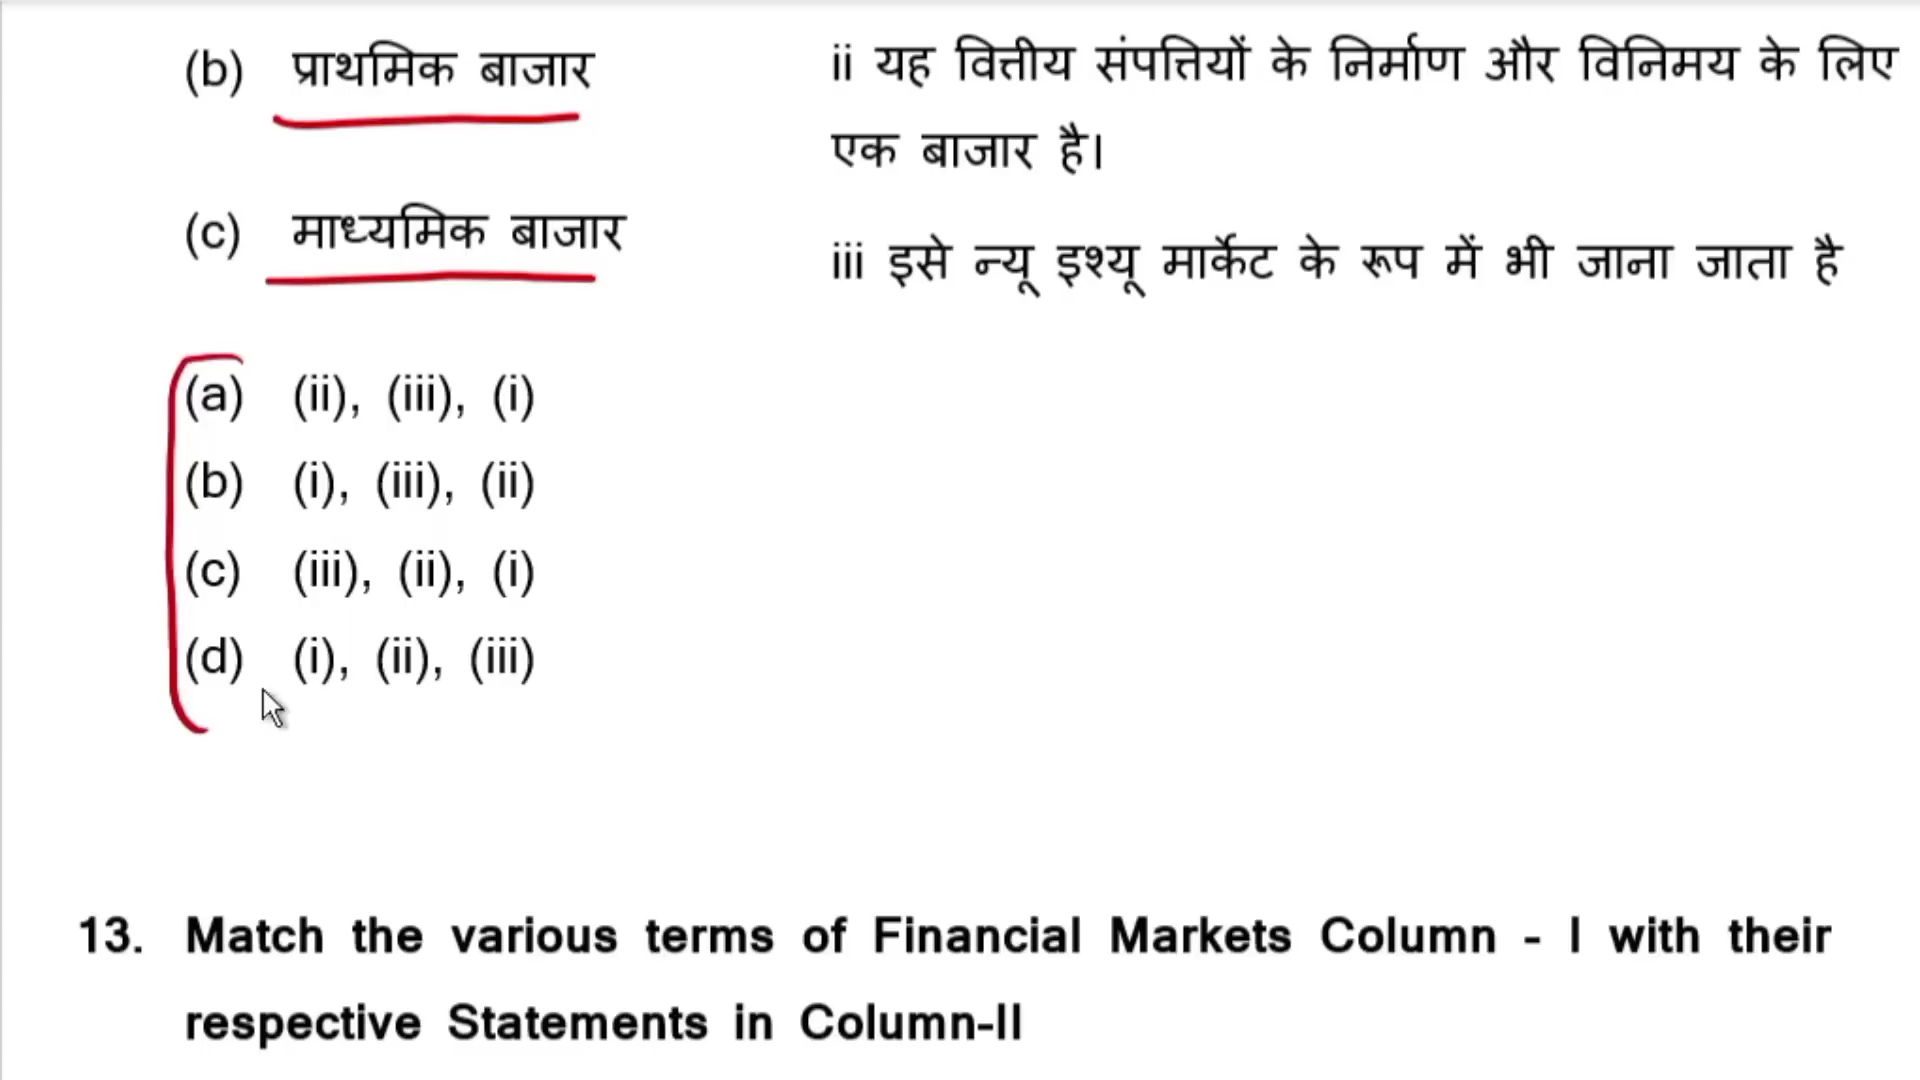 (b) प्राथमिक बाजार
ii यह वित्तीय संपत्तियों के निर्माण और विनिमय के लिए
एक बाजार है।
(c) माध्यमिक बाजार
iii इसे न्यू इश्यू मार्केट के रूप में भी जाना जाता है
(a) (ii), (iii), (i)
(b) (i), (iii), (ii)
(c) (iii), (ii), (i)
(d) (i), (ii), (iii)
13. Match the various terms of Financial Markets Column - I with their
respective Statements in Column-II